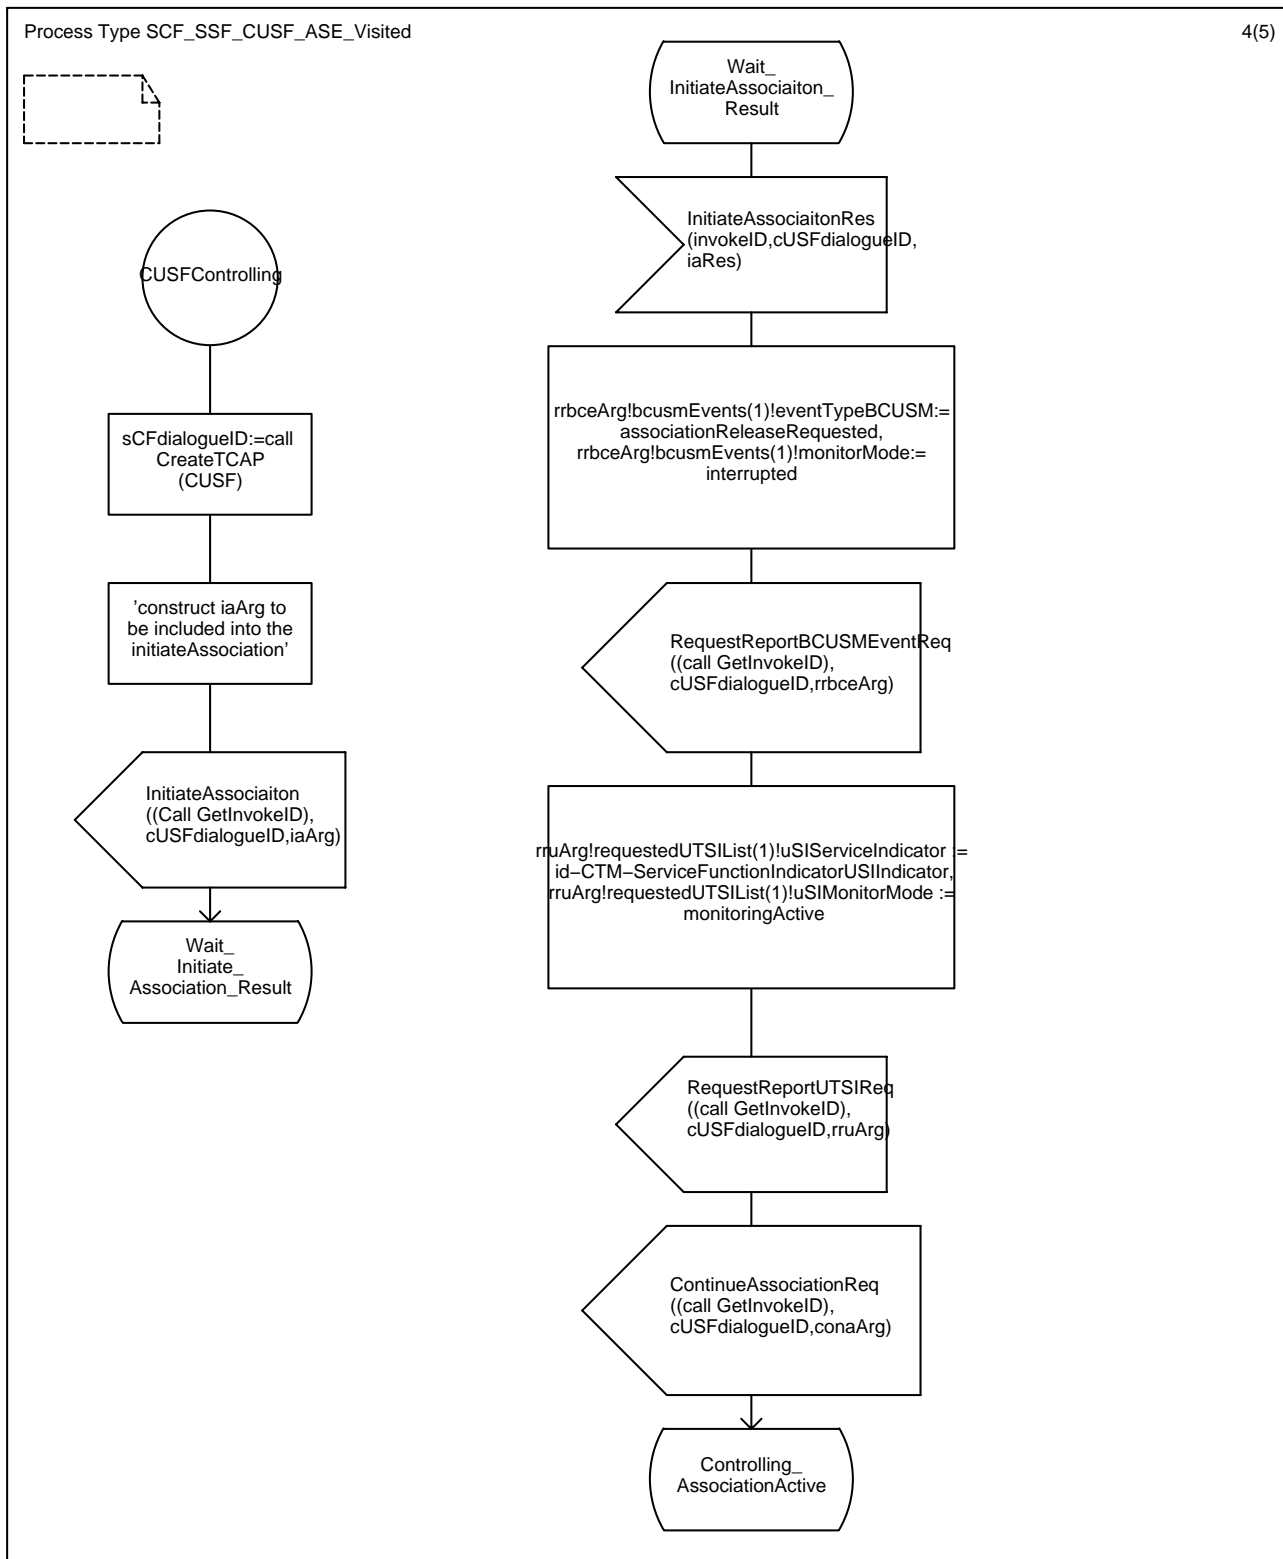 Process Type SCF_SSF_CUSF_ASE_Visited
4(5)
CUSFControlling
sCFdialogueID:=call
CreateTCAP
(CUSF)
'construct iaArg to
be included into the
initiateAssociation'
InitiateAssociaiton
((Call GetInvokeID),
cUSFdialogueID,iaArg)
Wait_
Initiate_
Association_Result
Wait_
InitiateAssociaiton_
Result
InitiateAssociaitonRes
(invokeID,cUSFdialogueID,
iaRes)
rrbceArg!bcusmEvents(1)!eventTypeBCUSM:=
associationReleaseRequested,
rrbceArg!bcusmEvents(1)!monitorMode:=
interrupted
RequestReportBCUSMEventReq
((call GetInvokeID),
cUSFdialogueID,rrbceArg)
rruArg!requestedUTSIList(1)!uSIServiceIndicator :=
id−CTM−ServiceFunctionIndicatorUSIIndicator,
rruArg!requestedUTSIList(1)!uSIMonitorMode :=
monitoringActive
RequestReportUTSIReq
((call GetInvokeID),
cUSFdialogueID,rruArg)
ContinueAssociationReq
((call GetInvokeID),
cUSFdialogueID,conaArg)
Controlling_
AssociationActive